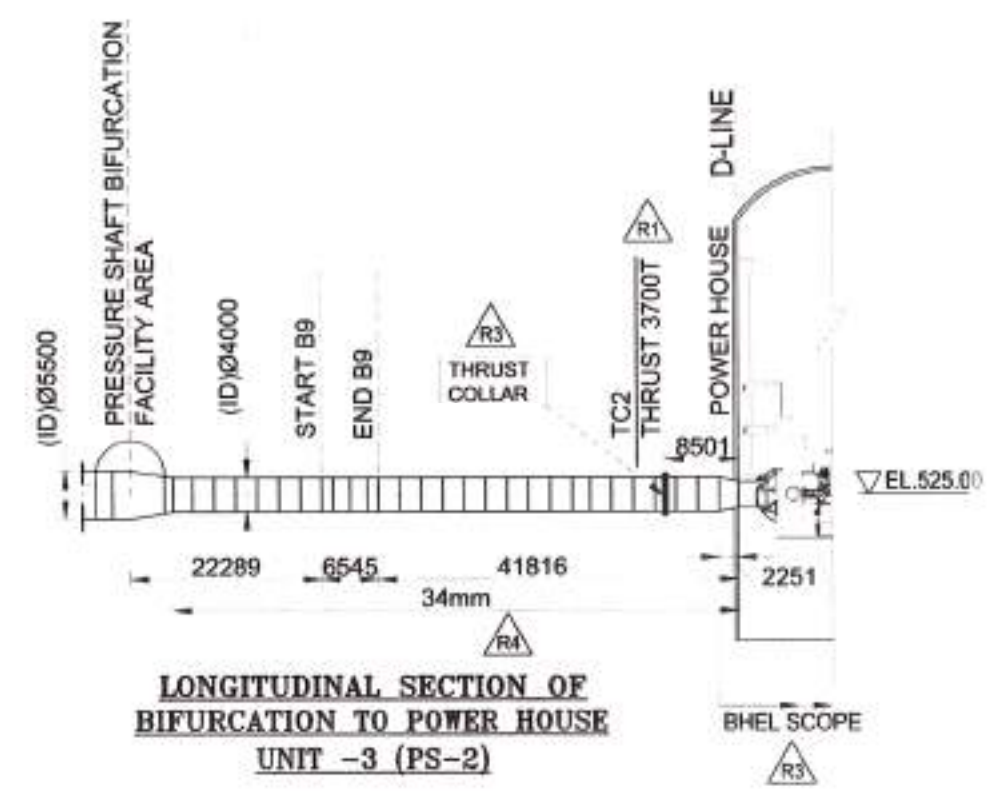 PRESSURE SHAFT BIFURCATION
FACILITY AREA
(ID)Ø5500
(ID)Ø4000
START B9
END B9
R3
THRUST
COLLAR
R1
TC2
THRUST 3700T
POWER HOUSE D-LINE
8501
EL.525.00
22289
6545
41816
2251
34mm
R4
LONGITUDINAL SECTION OF
BIFURCATION TO POWER HOUSE
UNIT -3 (PS-2)
BHEL SCOPE
R3